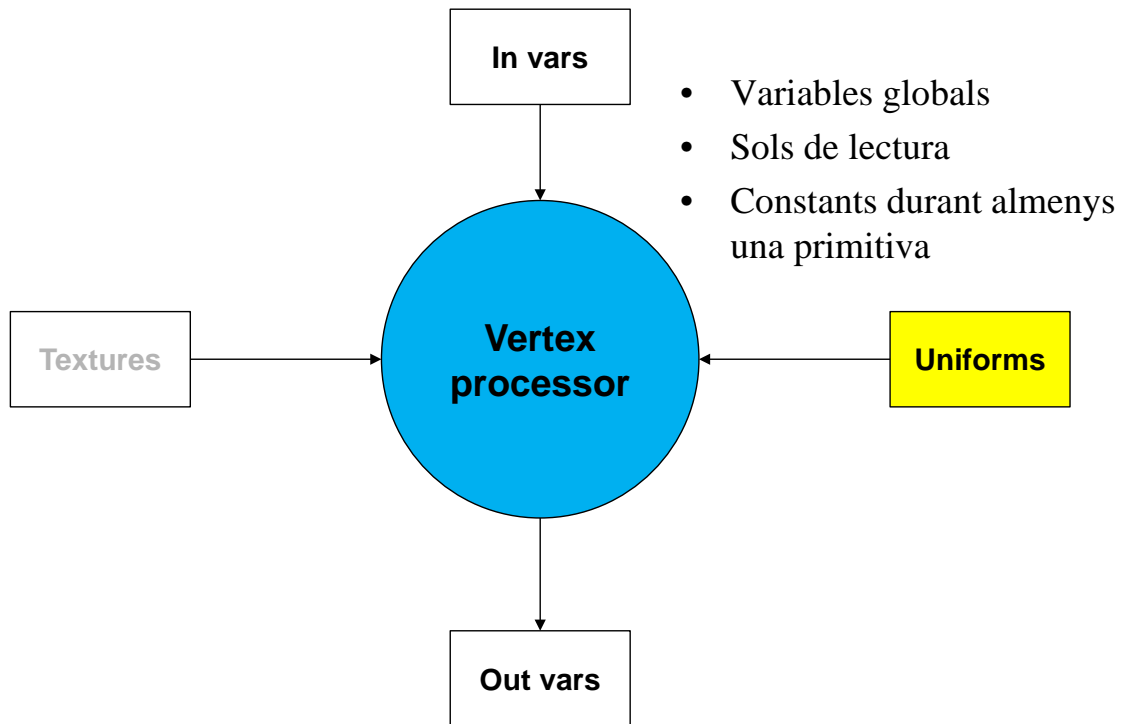 In vars
• Variables globals
• Sols de lectura
• Constants durant almenys
una primitiva
Textures
Vertex
processor
Uniforms
Out vars